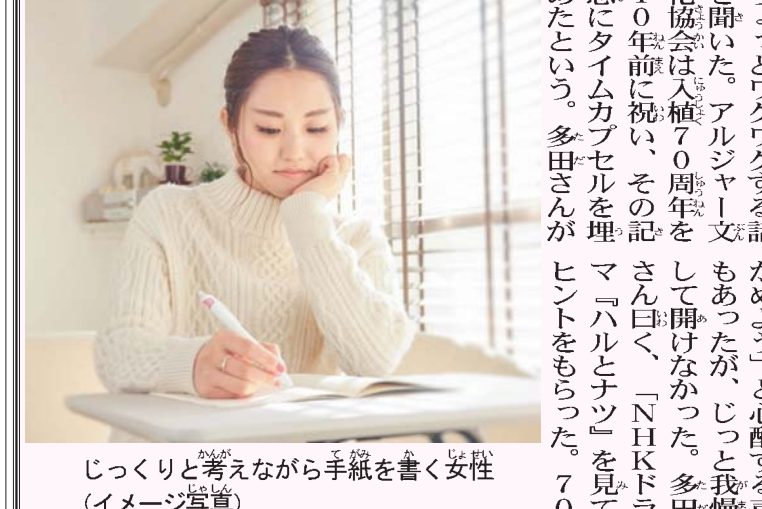 ょっとワクワクする話
を聞いた。アルジャー文
化協会は入植70周年を
10年前に祝い、その記
念にタイムカプセルを埋
めたという。多田さんが
かめよう」と心配する
もあったが、じっと我慢
して開けなかった。多田
さん曰く、「NHKドラ
マ『ハルとナツ』を見て
ヒントをもらった。70
じっくりと考えながら手紙を書く女性
(イメージ写真)